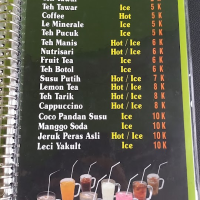 Teh Tawar Ice 5 K
Coffee Hot 5 K
Le Minerale Ice 5 K
Teh Pucuk Ice 5 K
Teh Manis Hot / Ice 6 K
Nutrisari Hot / Ice 6 K
Fruit Tea Ice 6 K
Teh Botol Ice 6 K
Susu Putih Hot / Ice 7 K
Lemon Tea Hot / Ice 8 K
Teh Tarik Hot / Ice 8 K
Cappuccino Hot / Ice 8 K
Coco Pandan Susu Ice 10 K
Manggo Soda Ice 10 K
Jeruk Peras Asli Hot / Ice 10 K
Leci Yakult Ice 10 K